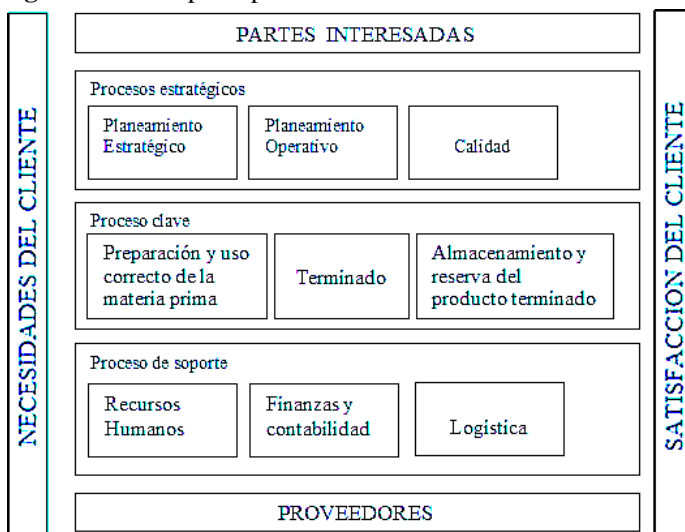 PARTES INTERESADAS
NECESIDADES DEL CLIENTE
Procesos estratégicos
Planeamiento
Estratégico
Planeamiento
Operativo
Calidad
Proceso clave
Preparación y uso
correcto de la
materia prima
Terminado
Almacenamiento y
reserva del
producto terminado
Proceso de soporte
Recursos
Humanos
Finanzas y
contabilidad
Logística
PROVEEDORES
SATISFACCION DEL CLIENTE